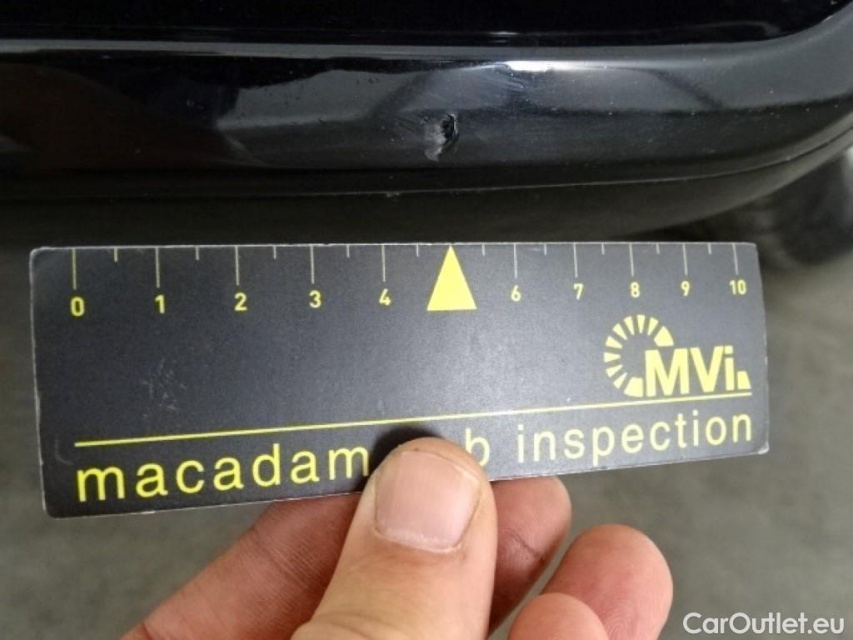 0 1 2 3 4 6 7 8 9 10
MVi
macadam b inspection
CarOutlet.eu